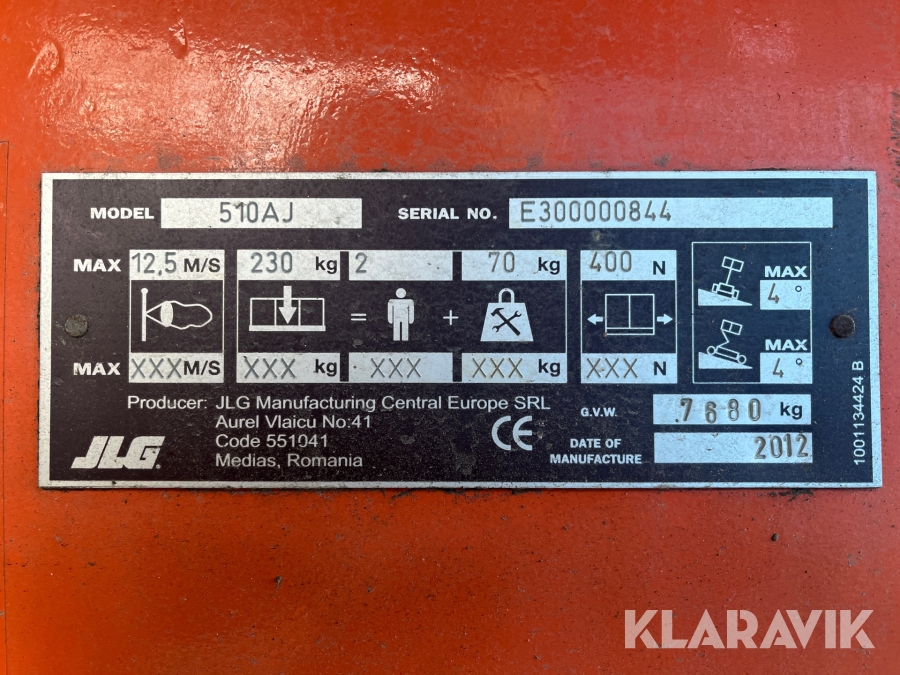 MODEL 510AJ SERIAL NO. E300000844
MAX 12,5 M/S 230 kg 2 70 kg 400 N MAX 4°
= +
MAX XXX M/S XXX kg XXX XXX kg XXX N MAX 4°
Producer: JLG Manufacturing Central Europe SRL
Aurel Vlaicu No:41
Code 551041
Medias, Romania
JLG
CE
G.V.W. 7680 kg
DATE OF MANUFACTURE 2012
1001134424 B
KLARAVIK